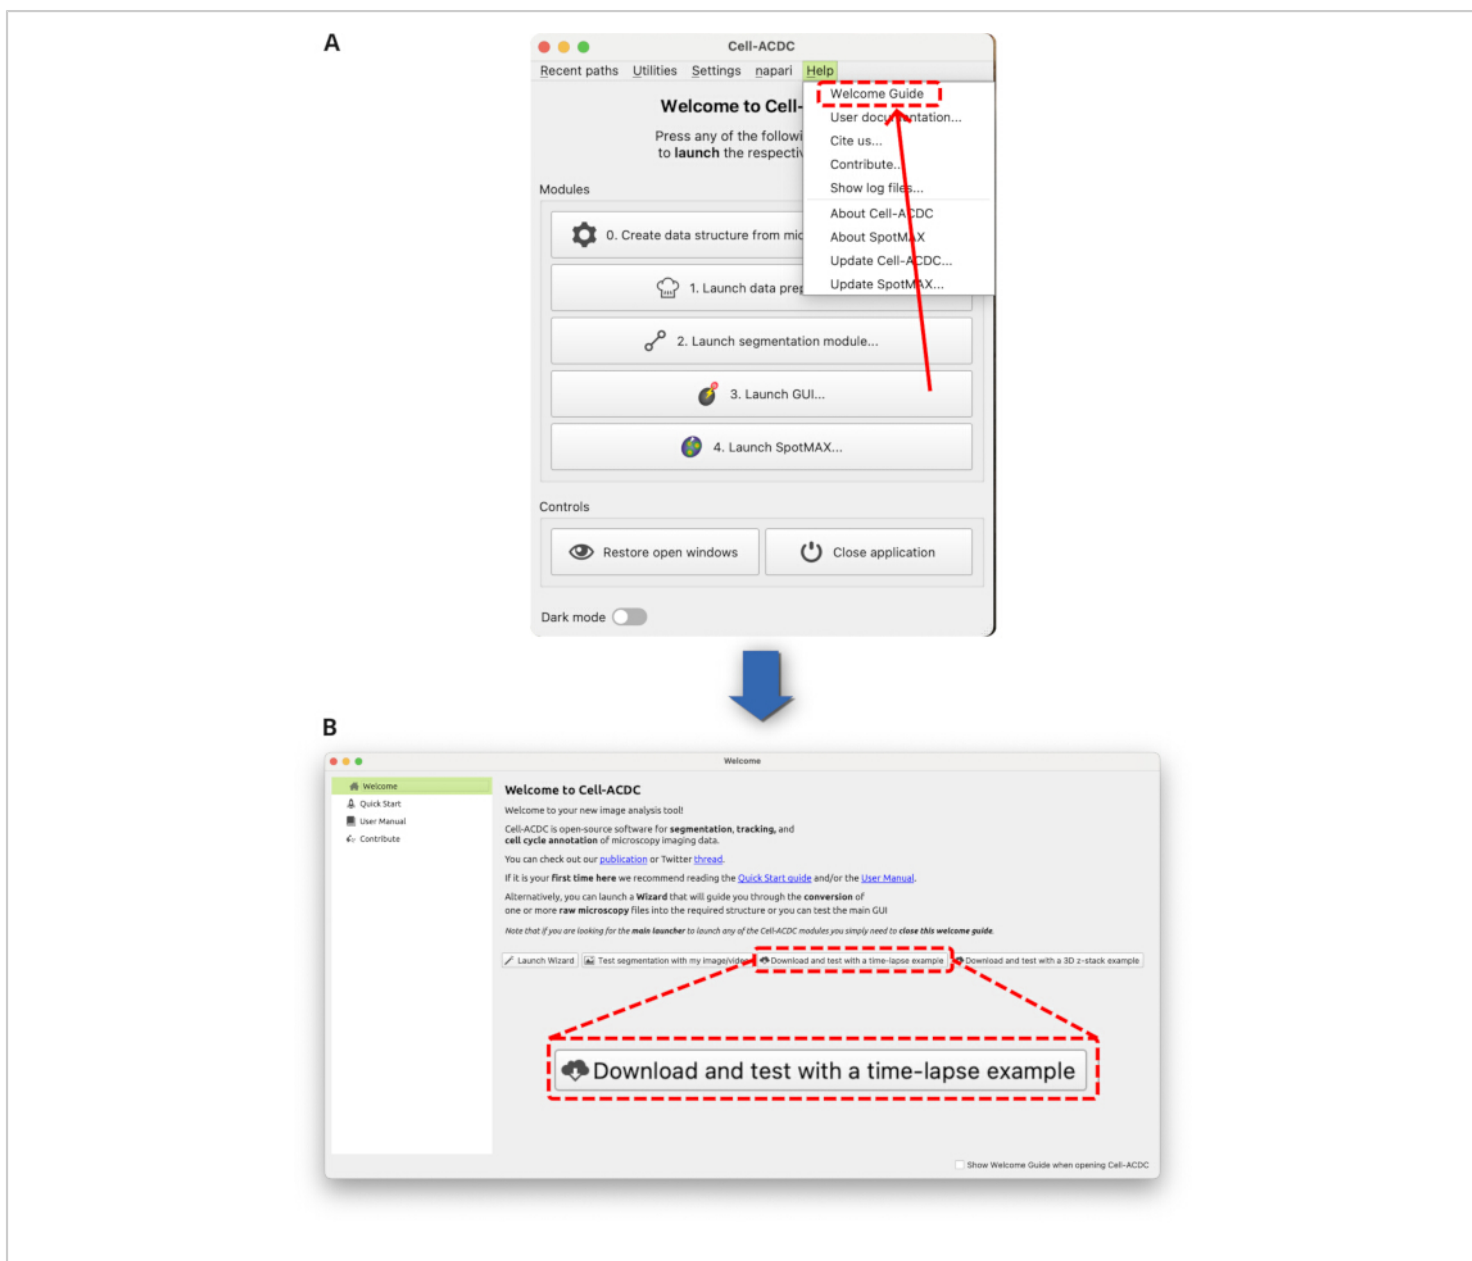 A
Cell-ACDC
Recent paths Utilities Settings napari Help
Welcome to Cell-
Press any of the followi
to launch the respectiv
Welcome Guide
User documentation...
Cite us...
Contribute...
Show log files...
About Cell-ACDC
About SpotMAX
Update Cell-ACDC...
Update SpotMAX...
Modules
0. Create data structure from mic
1. Launch data prep
2. Launch segmentation module...
3. Launch GUI...
4. Launch SpotMAX...
Controls
Restore open windows
Close application
Dark mode
B
Welcome
Welcome
Quick Start
User Manual
Contribute
Welcome to Cell-ACDC
Welcome to your new image analysis tool!
Cell-ACDC is open-source software for segmentation, tracking, and
cell cycle annotation of microscopy imaging data.
You can check out our publication or Twitter thread.
If it is your first time here we recommend reading the Quick Start guide and/or the User Manual.
Alternatively, you can launch a Wizard that will guide you through the conversion of
one or more raw microscopy files into the required structure or you can test the main GUI
Note that if you are looking for the main launcher to launch any of the Cell-ACDC modules you simply need to close this welcome guide.
Launch Wizard
Test segmentation with my image/video
Download and test with a time-lapse example
Download and test with a 3D z-stack example
Download and test with a time-lapse example
Show Welcome Guide when opening Cell-ACDC